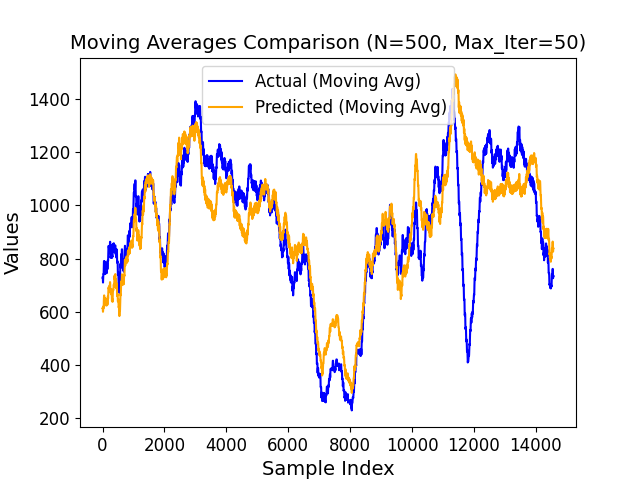 Moving Averages Comparison (N=500, Max_Iter=50)
Actual (Moving Avg)
Predicted (Moving Avg)
Values
1400
1200
1000
800
600
400
200
0 2000 4000 6000 8000 10000 12000 14000
Sample Index